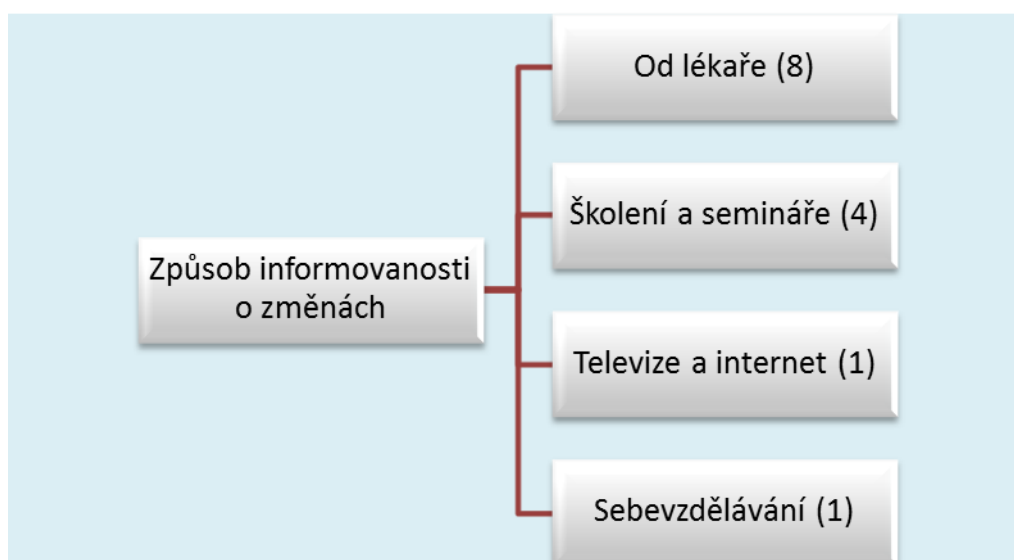 Od lékaře (8)
Školení a semináře (4)
Způsob informovanosti
o změnách
Televize a internet (1)
Sebevzdělávání (1)